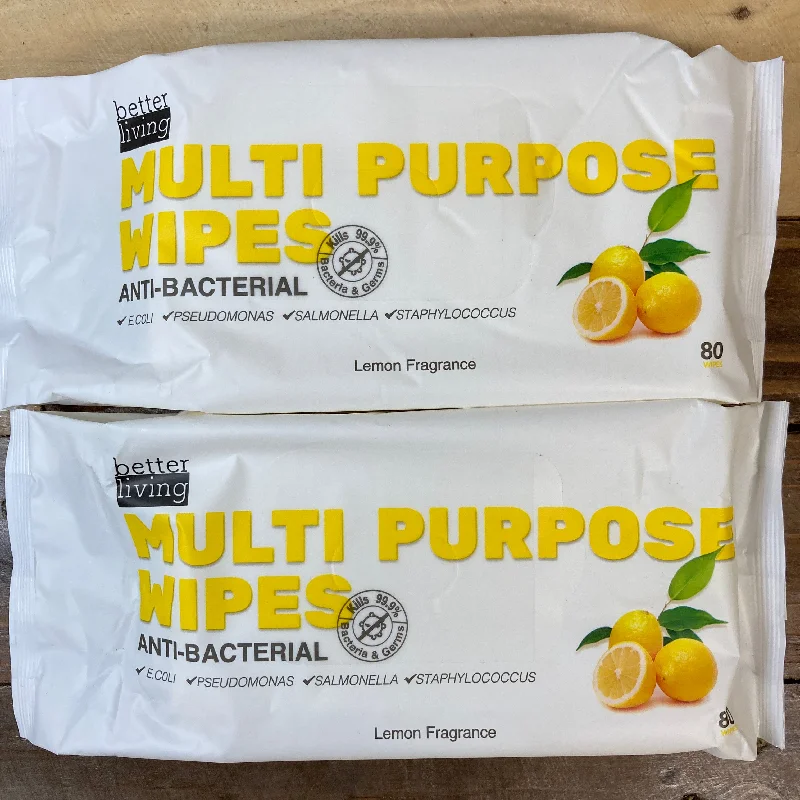 better
living
MULTI PURPOSE
WIPES
Kills 99.9%
Bacteria & Germs
ANTI-BACTERIAL
✓E.COLI ✓PSEUDOMONAS ✓SALMONELLA ✓STAPHYLOCOCCUS
Lemon Fragrance
80
WIPES
better
living
MULTI PURPOSE
WIPES
Kills 99.9%
Bacteria & Germs
ANTI-BACTERIAL
✓E.COLI ✓PSEUDOMONAS ✓SALMONELLA ✓STAPHYLOCOCCUS
Lemon Fragrance
80